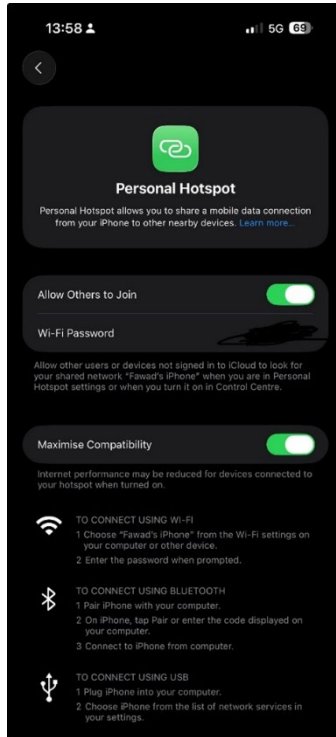 13:58
5G 69
Personal Hotspot
Personal Hotspot allows you to share a mobile data connection
from your iPhone to other nearby devices. Learn more...
Allow Others to Join
Wi-Fi Password
Allow other users or devices not signed in to iCloud to look for
your shared network "Fawad's iPhone" when you are in Personal
Hotspot settings or when you turn it on in Control Centre.
Maximise Compatibility
Internet performance may be reduced for devices connected to
your hotspot when turned on.
TO CONNECT USING WI-FI
1 Choose "Fawad's iPhone" from the Wi-Fi settings on
your computer or other device.
2 Enter the password when prompted.
TO CONNECT USING BLUETOOTH
1 Pair iPhone with your computer.
2 On iPhone, tap Pair or enter the code displayed on
your computer.
3 Connect to iPhone from computer.
TO CONNECT USING USB
1 Plug iPhone into your computer.
2 Choose iPhone from the list of network services in
your settings.